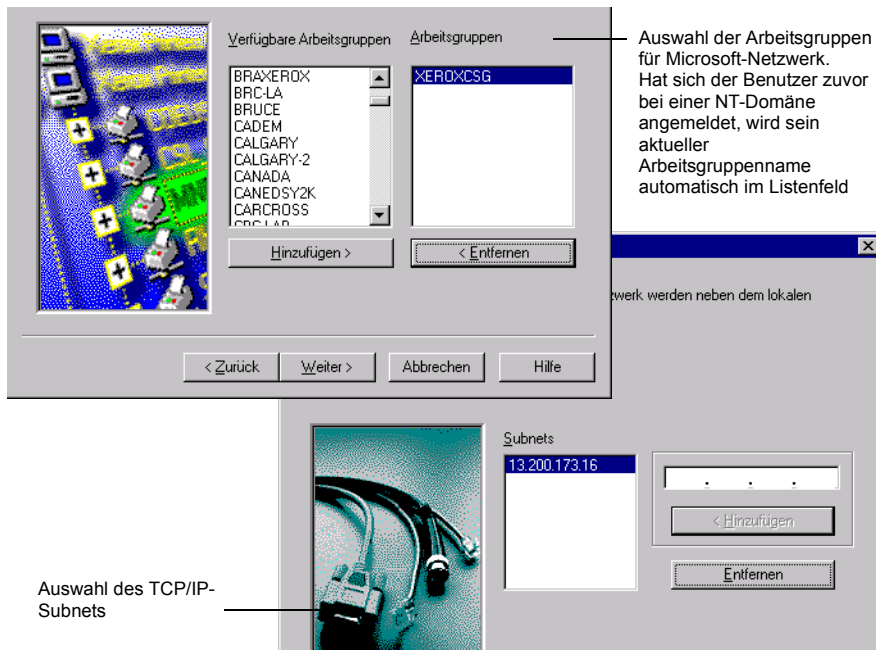 Verfügbare Arbeitsgruppen
Arbeitsgruppen
BRAXEROX
BRC-LA
BRUCE
CADEM
CALGARY
CALGARY-2
CANADA
CANEDSY2K
CARCROSS
XEROXCSG
Hinzufügen >
< Entfernen
< Zurück
Weiter >
Abbrechen
Hilfe
Auswahl der Arbeitsgruppen
für Microsoft-Netzwerk.
Hat sich der Benutzer zuvor
bei einer NT-Domäne
angemeldet, wird sein
aktueller
Arbeitsgruppenname
automatisch im Listenfeld
werden neben dem lokalen
Subnets
13.200.173.16
. . .
< Hinzufügen
Entfernen
Auswahl des TCP/IP-
Subnets